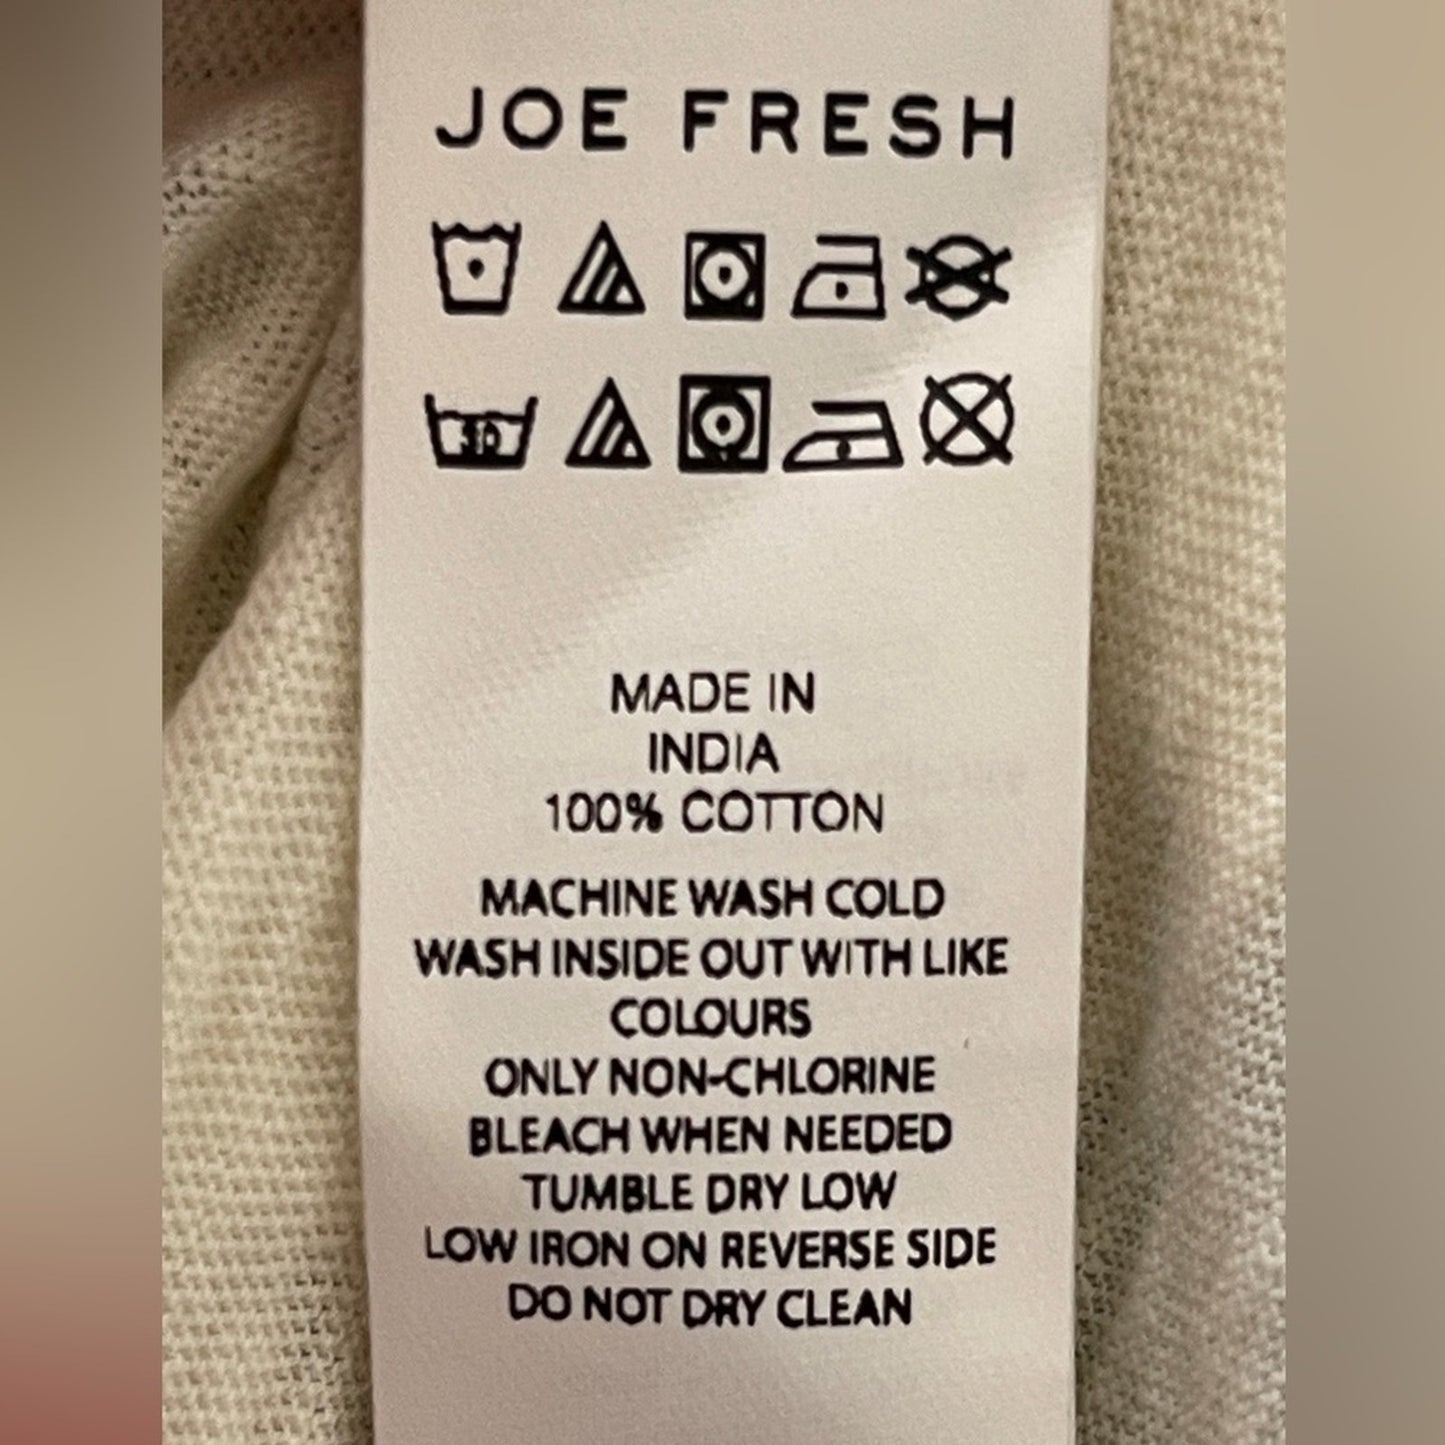 JOE FRESH
30
MADE IN
INDIA
100% COTTON
MACHINE WASH COLD
WASH INSIDE OUT WITH LIKE
COLOURS
ONLY NON-CHLORINE
BLEACH WHEN NEEDED
TUMBLE DRY LOW
LOW IRON ON REVERSE SIDE
DO NOT DRY CLEAN